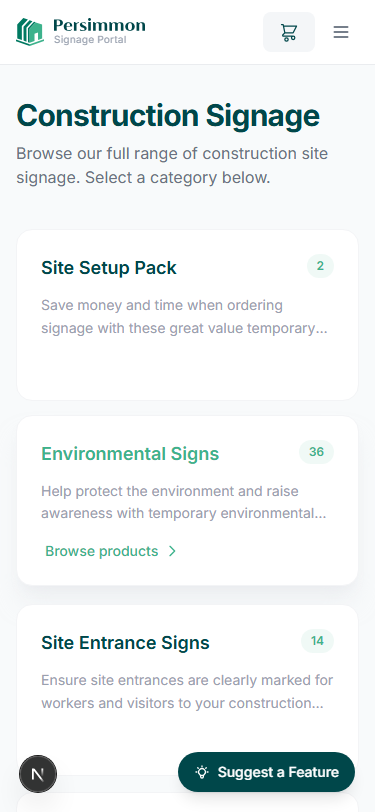 Persimmon
Signage Portal
Construction Signage
Browse our full range of construction site
signage. Select a category below.
Site Setup Pack
2
Save money and time when ordering
signage with these great value temporary...
Environmental Signs
36
Help protect the environment and raise
awareness with temporary environmental...
Browse products
Site Entrance Signs
14
Ensure site entrances are clearly marked for
workers and visitors to your construction...
N
Suggest a Feature